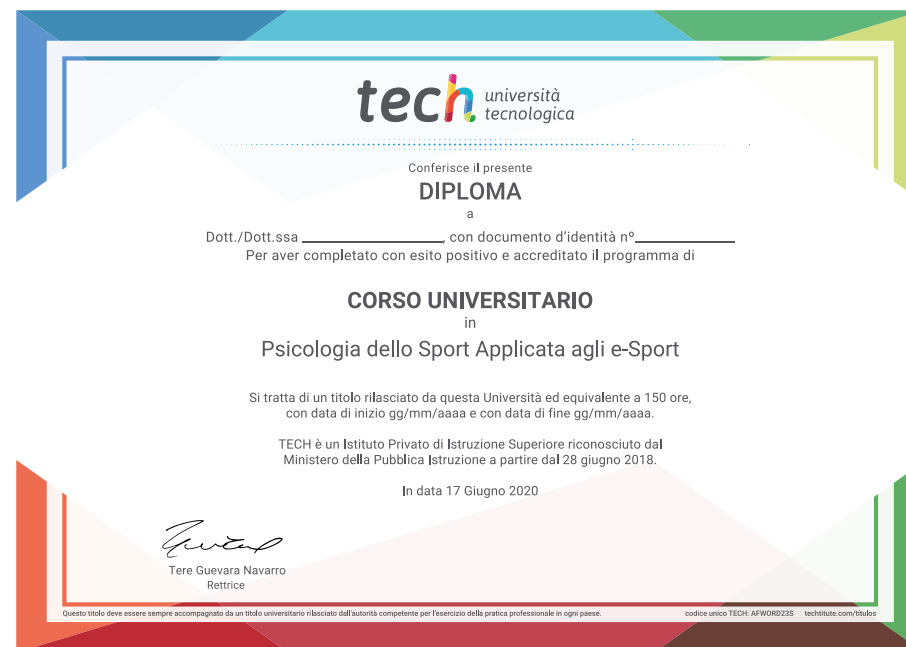 tech università
tecnologica
Conferisce il presente
DIPLOMA
a
Dott./Dott.ssa ____________________, con documento d'identità nº______________
Per aver completato con esito positivo e accreditato il programma di
CORSO UNIVERSITARIO
in
Psicologia dello Sport Applicata agli e-Sport
Si tratta di un titolo rilasciato da questa Università ed equivalente a 150 ore,
con data di inizio gg/mm/aaaa e con data di fine gg/mm/aaaa.
TECH è un Istituto Privato di Istruzione Superiore riconosciuto dal
Ministero della Pubblica Istruzione a partire dal 28 giugno 2018.
In data 17 Giugno 2020
Tere Guevara Navarro
Rettrice
Questo titolo deve essere sempre accompagnato da un titolo universitario rilasciato dall'autorità competente per l'esercizio della pratica professionale in ogni paese. codice unico TECH: AFWORD23S techtitute.com/títulos